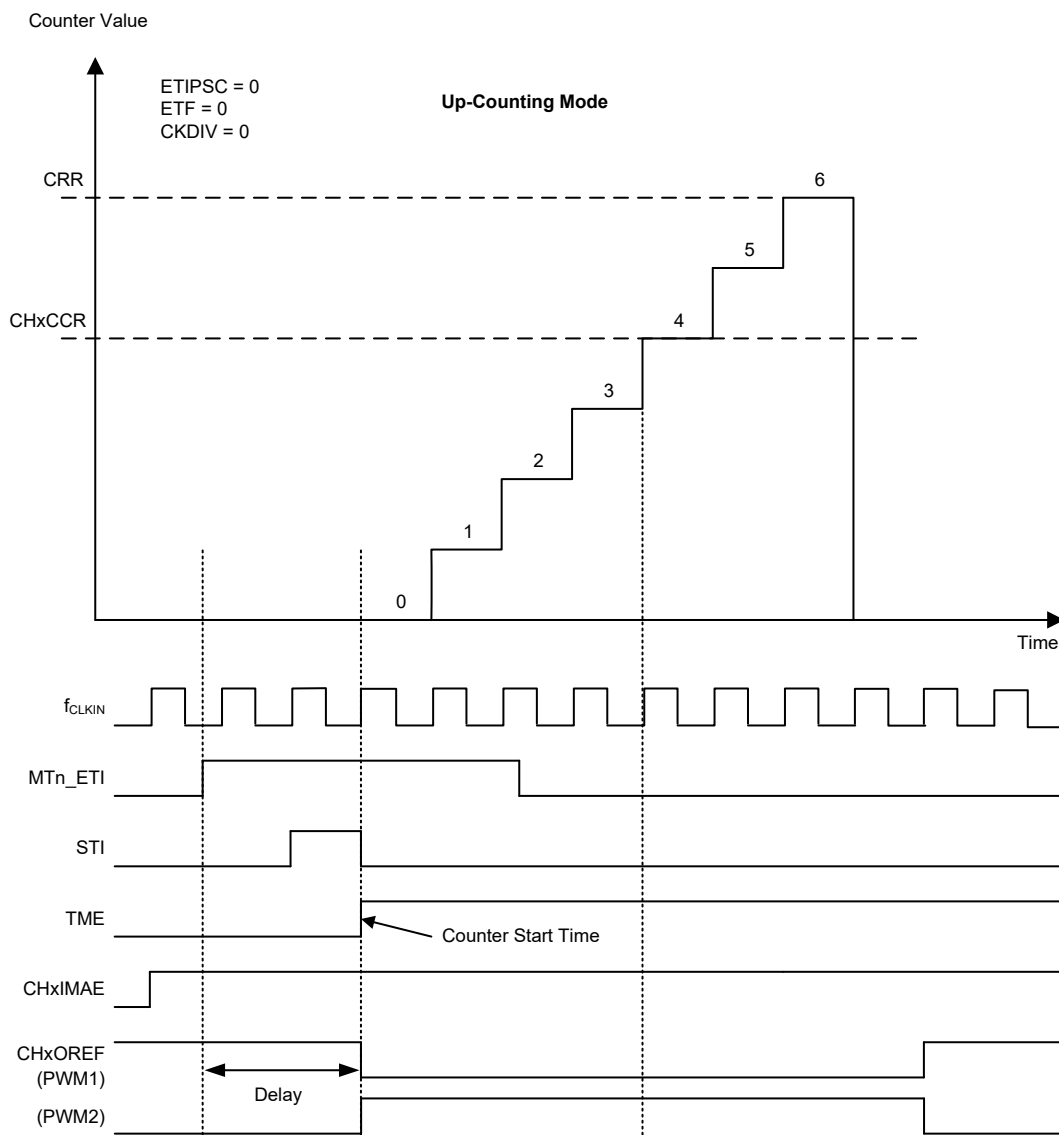 Counter Value
ETIPSC = 0
ETF = 0
CKDIV = 0
Up-Counting Mode
CRR
6
5
CHxCCR
4
3
2
1
0
Time
fCLKIN
MTn_ETI
STI
TME
Counter Start Time
CHxIMAE
CHxOREF
(PWM1)
Delay
(PWM2)